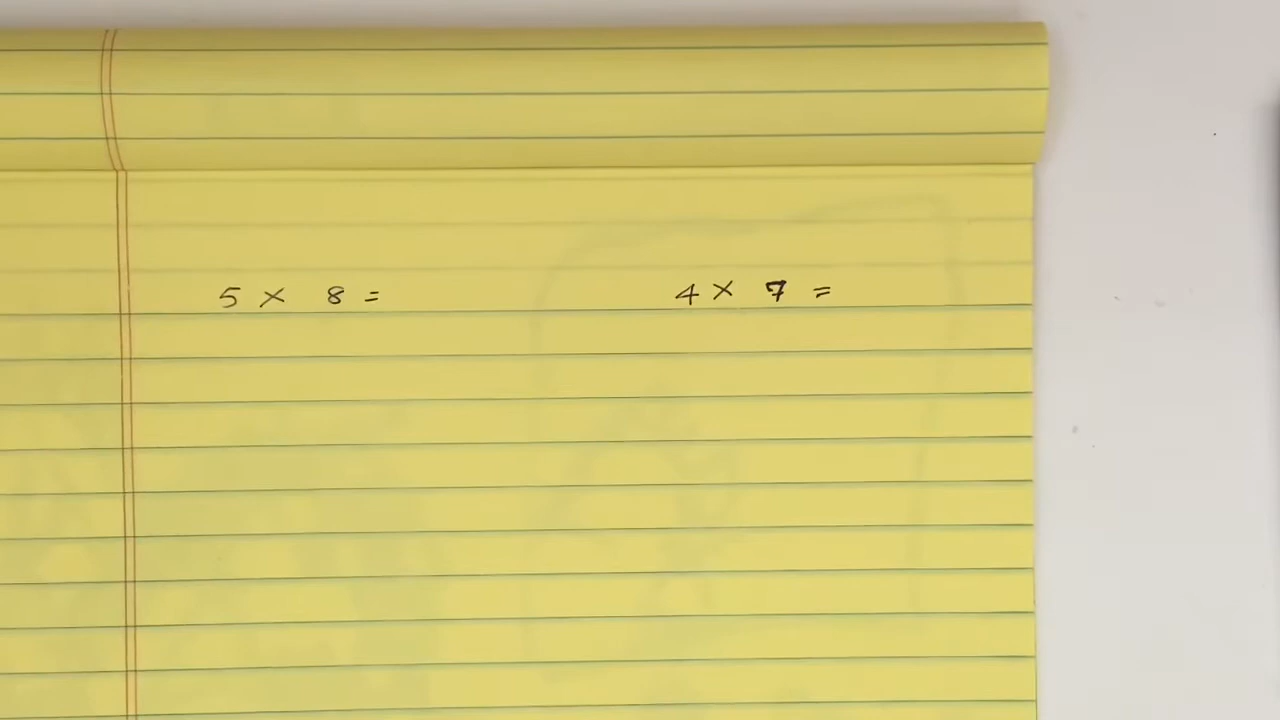 5 × 8 = 4 × 7 =